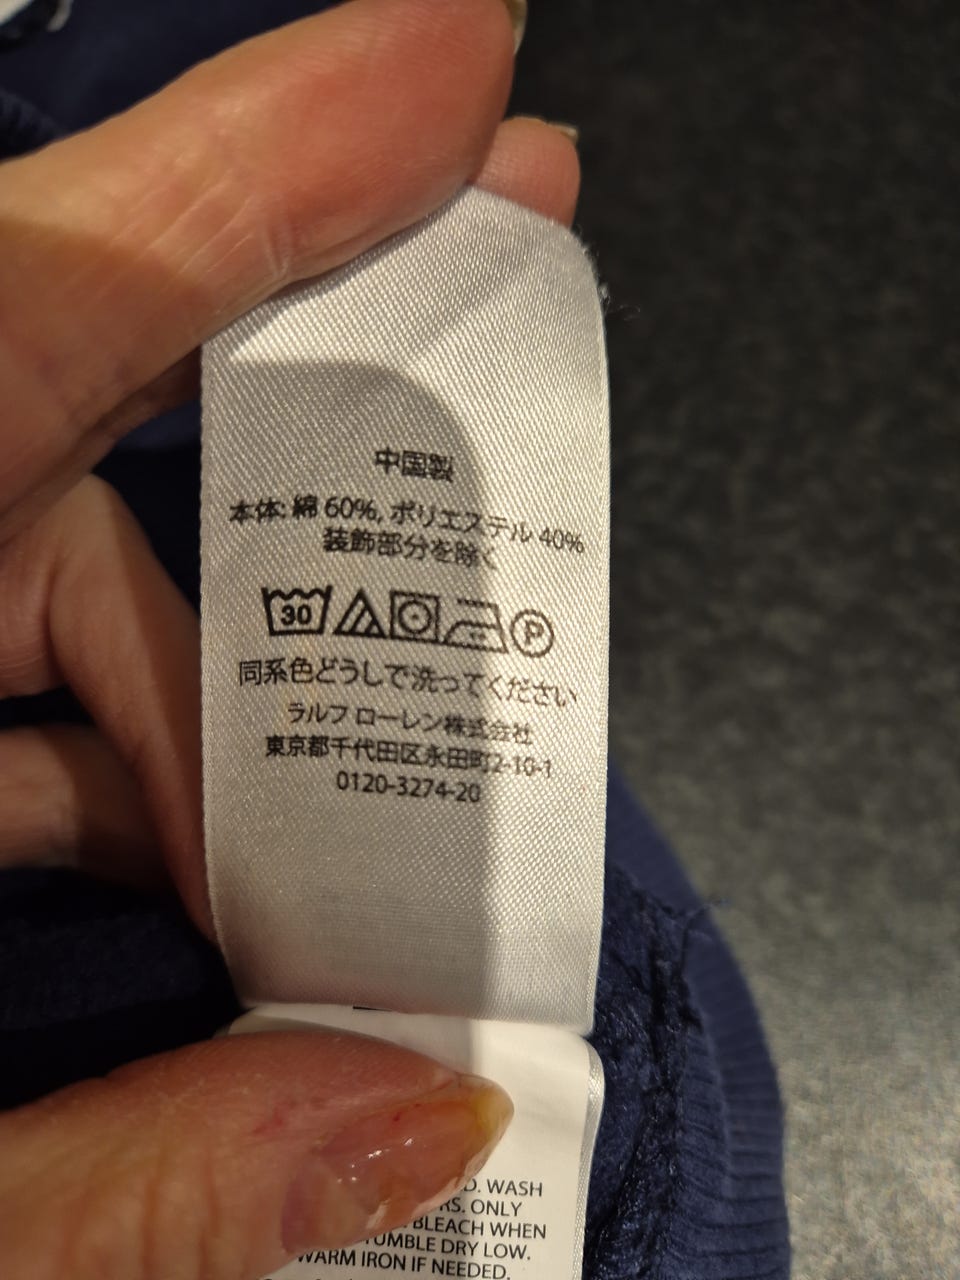 中国製
本体: 綿 60%, ポリエステル 40%
装飾部分を除く
30 P
同系色どうしで洗ってください
ラルフ ローレン株式会社
東京都千代田区永田町2-10-1
0120-3274-20
WASH
ONLY
BLEACH WHEN
TUMBLE DRY LOW.
WARM IRON IF NEEDED.